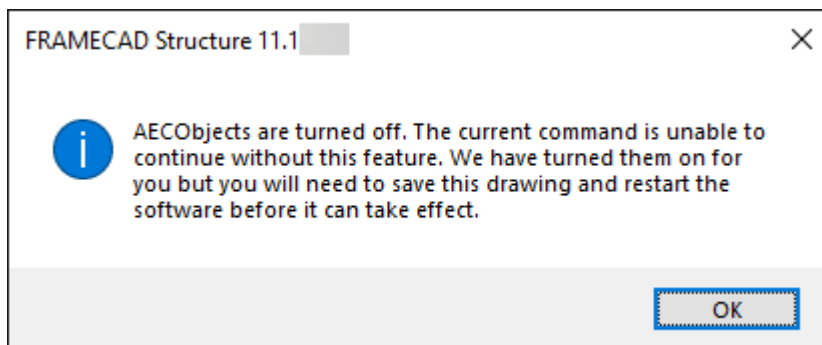 FRAMECAD Structure 11.1
AECObjects are turned off. The current command is unable to
continue without this feature. We have turned them on for
you but you will need to save this drawing and restart the
software before it can take effect.
OK